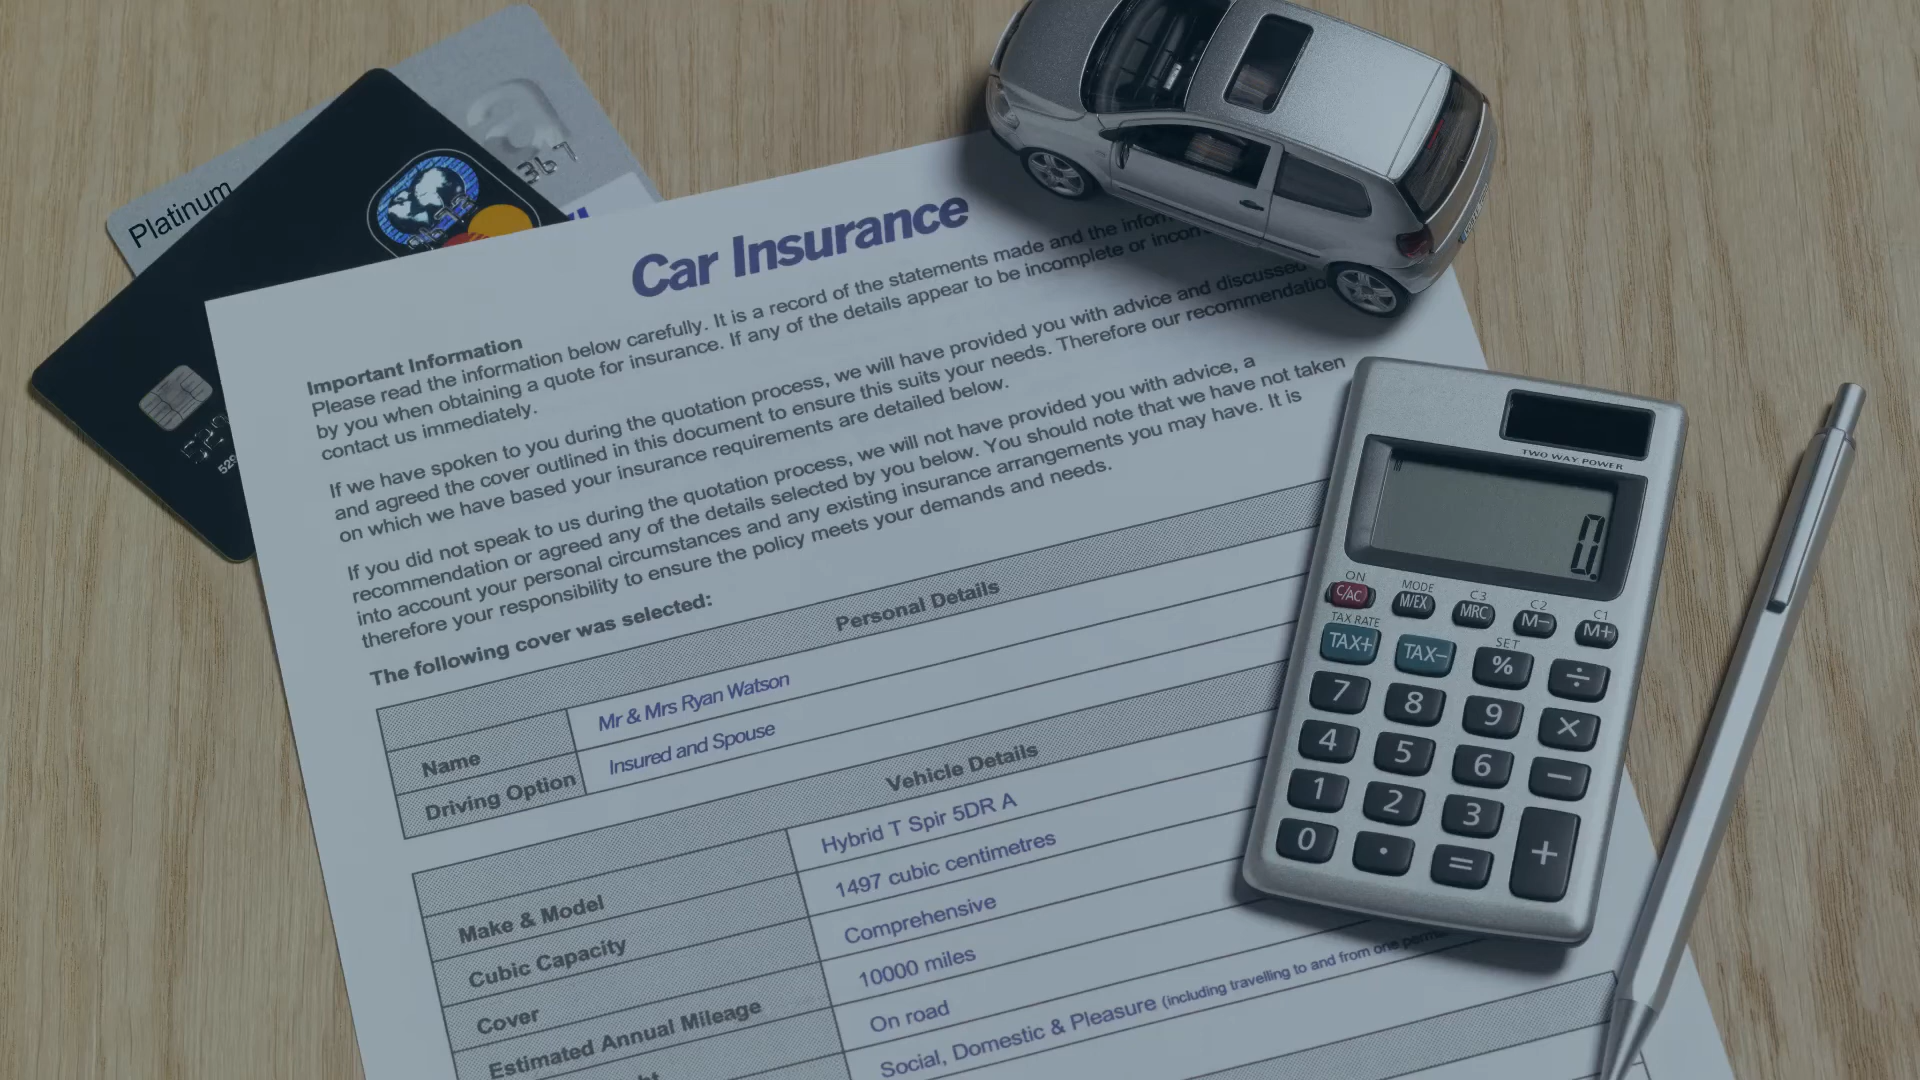 Platinum
367
Car Insurance
Important Information
Please read the information below carefully. It is a record of the statements made and the
by you when obtaining a quote for insurance. If any of the details appear to be incomplete or
contact us immediately.
If we have spoken to you during the quotation process, we will have provided you with advice and discussed
and agreed the cover outlined in this document to ensure this suits your needs. Therefore our recommendation
on which we have based your insurance requirements are detailed below.
If you did not speak to us during the quotation process, we will not have provided you with advice, a
recommendation or agreed any of the details selected by you below. You should note that we have not taken
into account your personal circumstances and any existing insurance arrangements you may have. It is
therefore your responsibility to ensure the policy meets your demands and needs.
The following cover was selected:
Personal Details
Name Mr & Mrs Ryan Watson
Driving Option Insured and Spouse
Vehicle Details
Make & Model Hybrid T Spir 5DR A
Cubic Capacity 1497 cubic centimetres
Cover Comprehensive
Estimated Annual Mileage 10000 miles
On road
Social, Domestic & Pleasure (including travelling to and from one
TWO WAY POWER
0.
ON MODE C3 C2 C1
C/AC M/EX MRC M− M+
TAX RATE SET
TAX+ TAX− % ÷
7 8 9 ×
4 5 6 −
1 2 3 +
0 · =